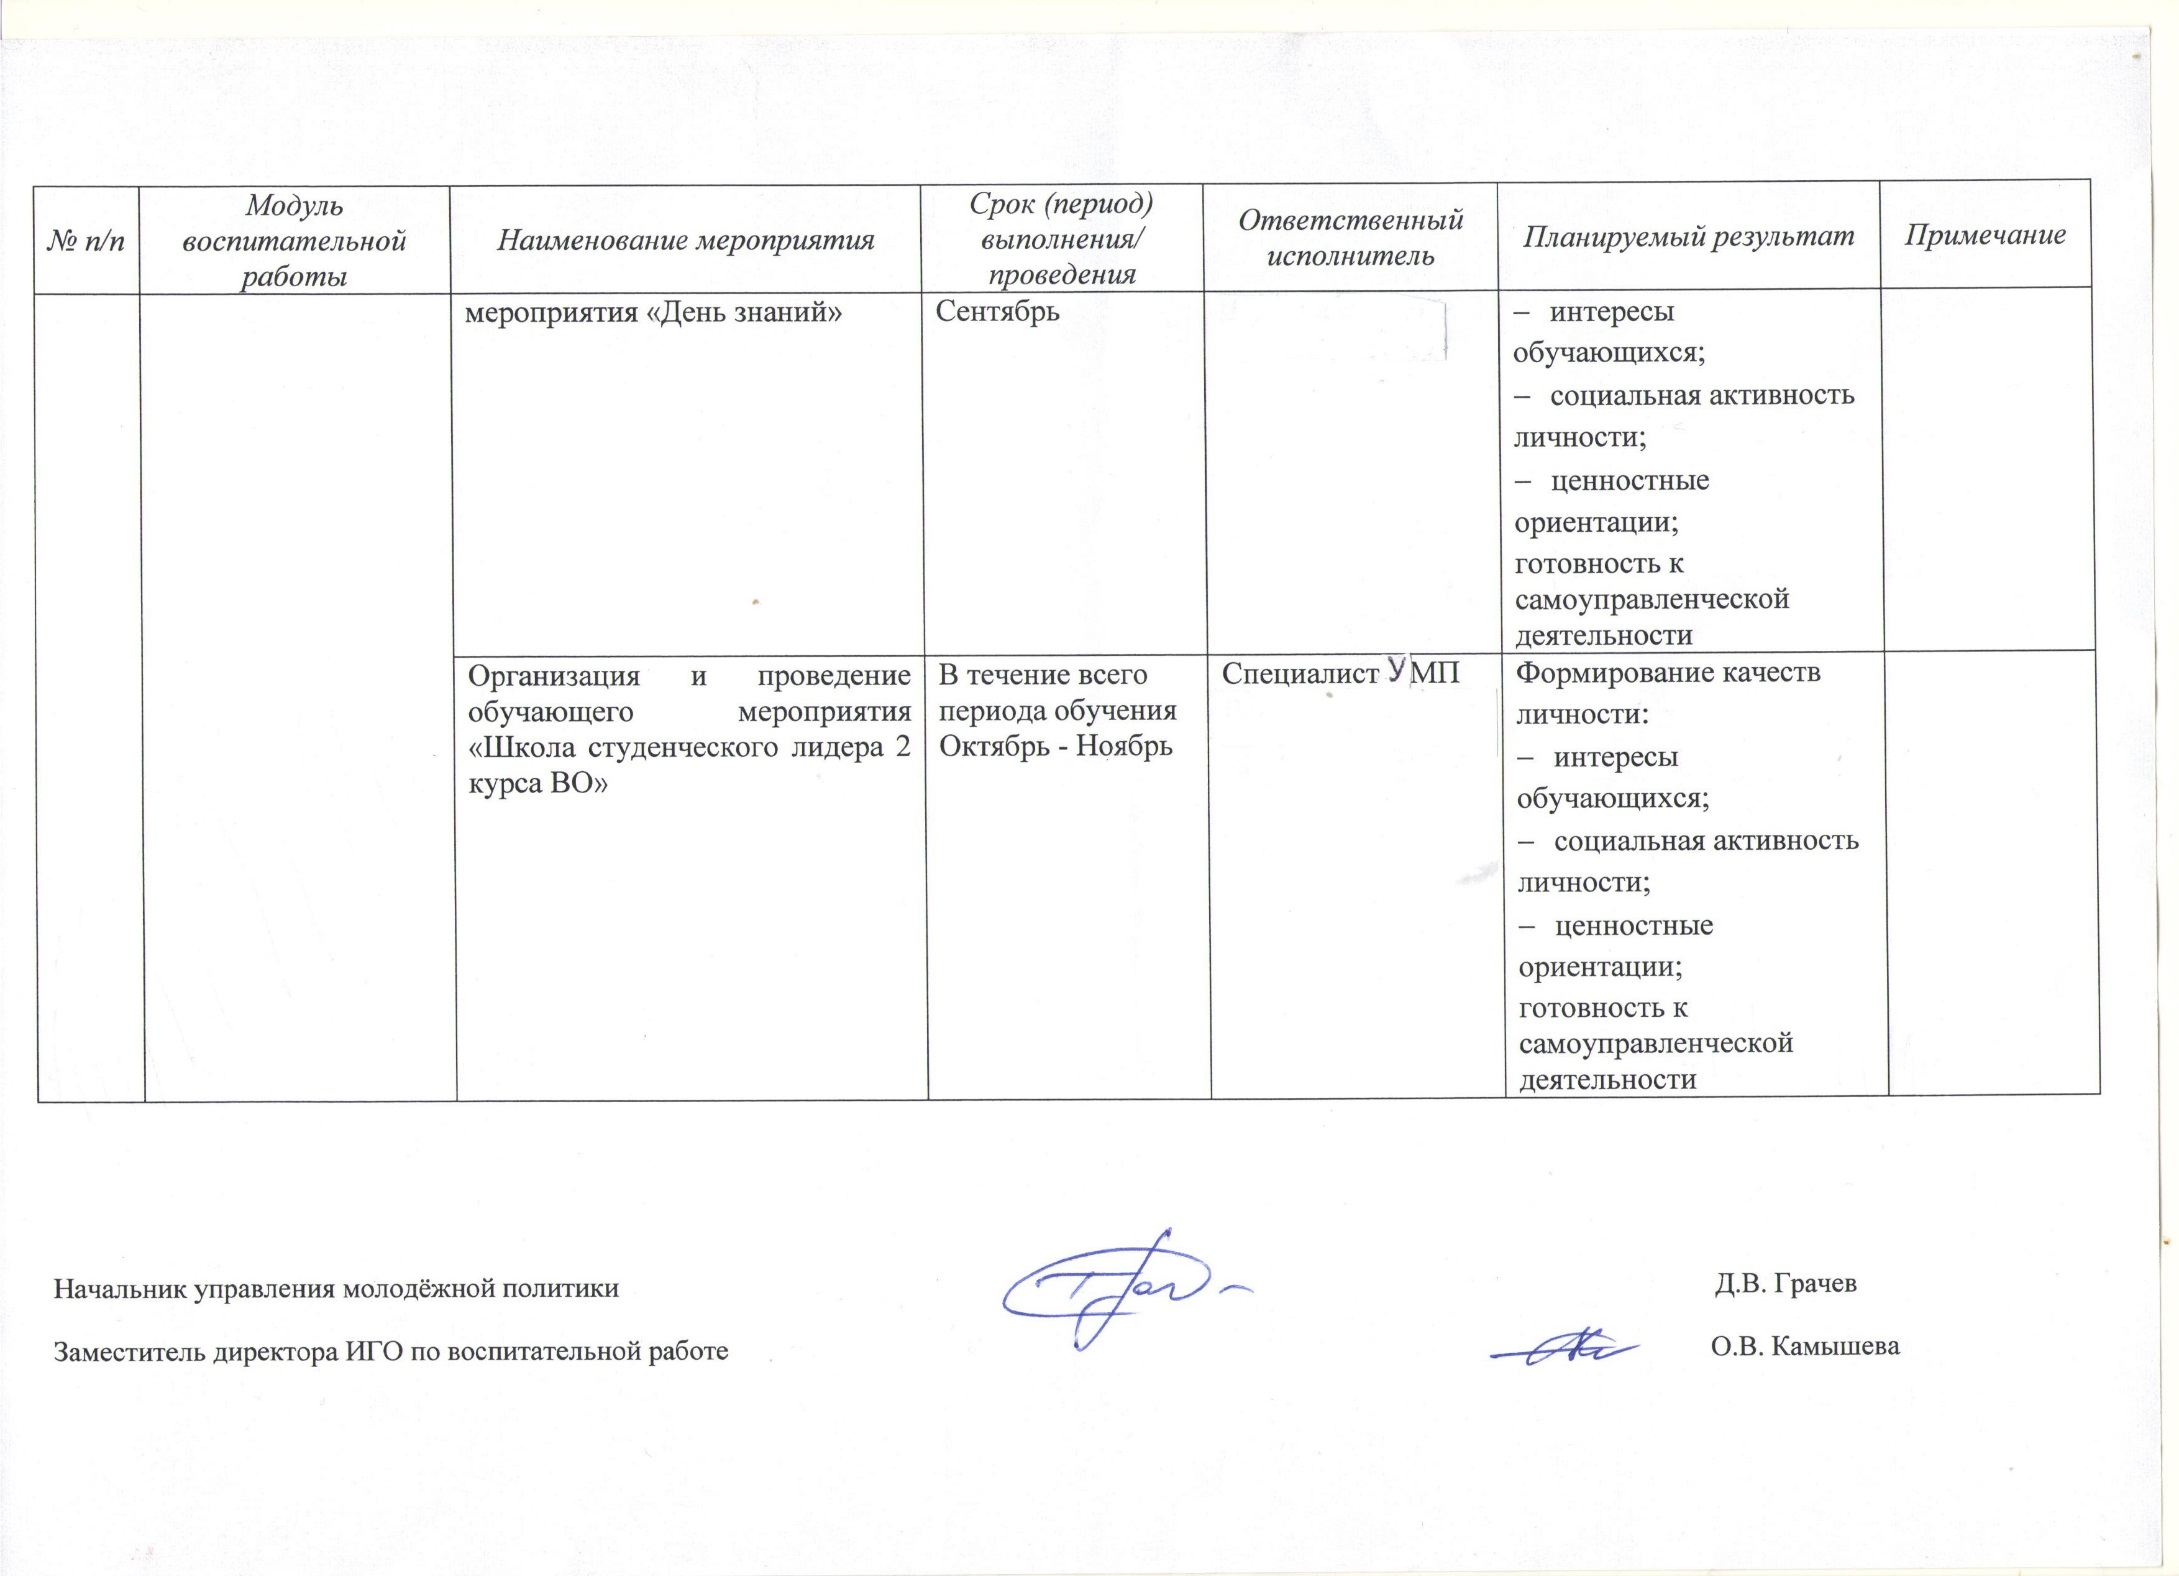 № п/п
Модуль
воспитательной
работы
Наименование мероприятия
Срок (период)
выполнения/
проведения
Ответственный
исполнитель
Планируемый результат
Примечание
мероприятия «День знаний»
Сентябрь
– интересы
обучающихся;
– социальная активность
личности;
– ценностные
ориентации;
готовность к
самоуправленческой
деятельности
Организация и проведение
обучающего мероприятия
«Школа студенческого лидера 2
курса ВО»
В течение всего
периода обучения
Октябрь - Ноябрь
Специалист УМП
Формирование качеств
личности:
– интересы
обучающихся;
– социальная активность
личности;
– ценностные
ориентации;
готовность к
самоуправленческой
деятельности
Начальник управления молодёжной политики
Д.В. Грачев
Заместитель директора ИГО по воспитательной работе
О.В. Камышева